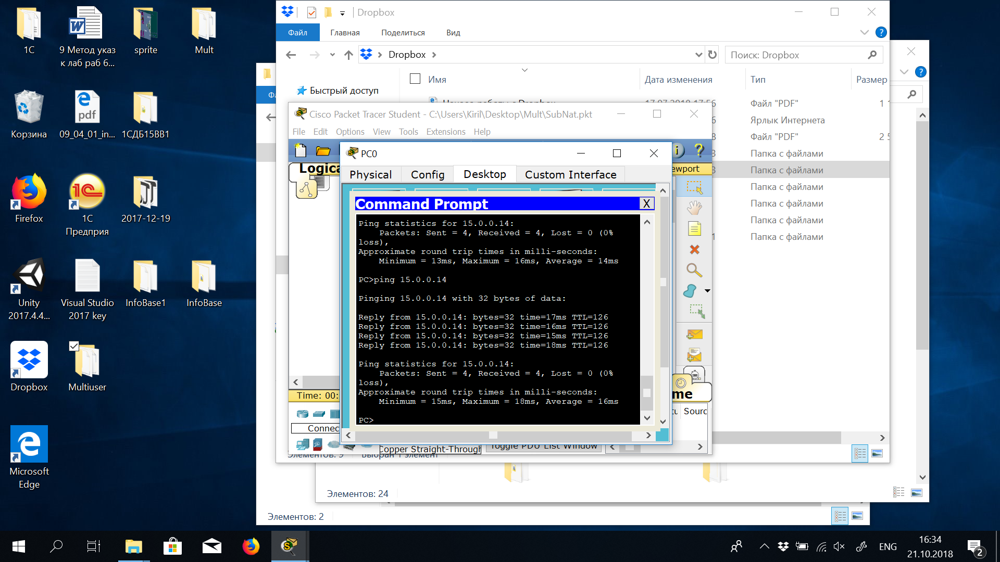 1С
9 Метод указ
к лаб раб 6...
sprite
Mult
Корзина
pdf
09_04_01_in...
1СДБ15ВВ1
Firefox
1С
Предприя
2017-12-19
Unity
2017.4.4...
Visual Studio
2017 key
InfoBase1
InfoBase
Dropbox
Multiuser
Microsoft
Edge
Dropbox
Файл
Главная
Поделиться
Вид
Dropbox
Поиск: Dropbox
Быстрый доступ
Имя
Дата изменения
Тип
Размер
Файл "PDF"
Ярлык Интернета
Файл "PDF"
Папка с файлами
Папка с файлами
Папка с файлами
Папка с файлами
Папка с файлами
Папка с файлами
Cisco Packet Tracer Student - C:\Users\Kiril\Desktop\Mult\SubNat.pkt
File Edit Options View Tools Extensions Help
PC0
Physical Config Desktop Custom Interface
Command Prompt X
Ping statistics for 15.0.0.14:
Packets: Sent = 4, Received = 4, Lost = 0 (0%
loss),
Approximate round trip times in milli-seconds:
Minimum = 13ms, Maximum = 16ms, Average = 14ms
PC>ping 15.0.0.14
Pinging 15.0.0.14 with 32 bytes of data:
Reply from 15.0.0.14: bytes=32 time=17ms TTL=126
Reply from 15.0.0.14: bytes=32 time=16ms TTL=126
Reply from 15.0.0.14: bytes=32 time=15ms TTL=126
Reply from 15.0.0.14: bytes=32 time=18ms TTL=126
Ping statistics for 15.0.0.14:
Packets: Sent = 4, Received = 4, Lost = 0 (0%
loss),
Approximate round trip times in milli-seconds:
Minimum = 15ms, Maximum = 18ms, Average = 16ms
PC>
Time: 00:
Connec
Sourc
Copper Straight-Through
Toggle PDU List Window
Элементов: 9
Выбран 1 элемент
Элементов: 24
Элементов: 2
ENG
16:34
21.10.2018
2